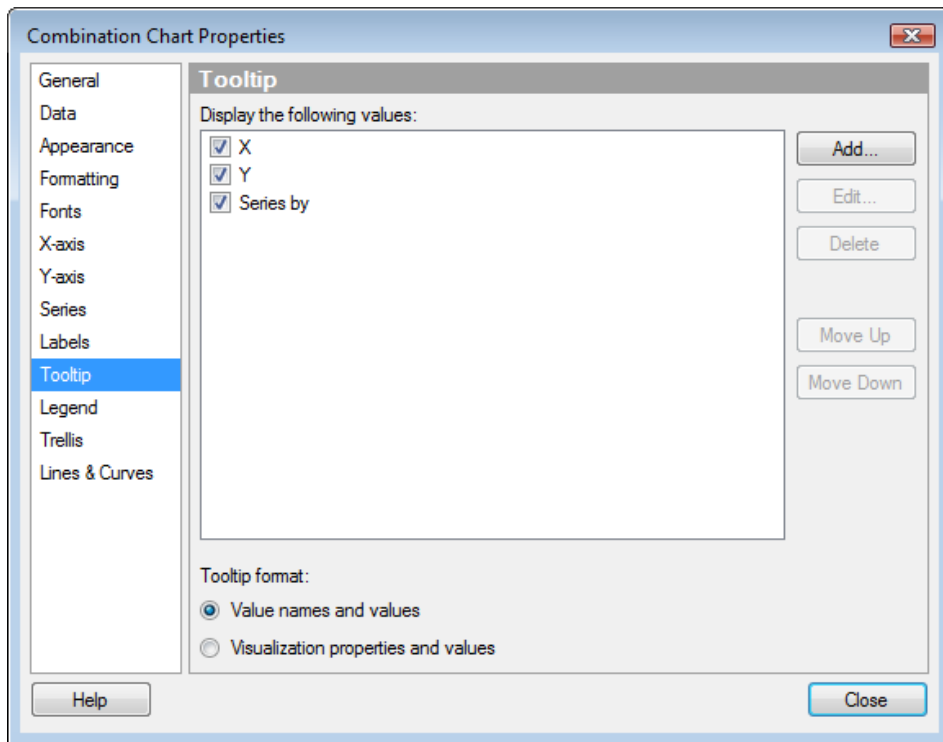 Combination Chart Properties
General
Data
Appearance
Formatting
Fonts
X-axis
Y-axis
Series
Labels
Tooltip
Legend
Trellis
Lines & Curves
Tooltip
Display the following values:
X
Y
Series by
Add...
Edit...
Delete
Move Up
Move Down
Tooltip format:
Value names and values
Visualization properties and values
Help
Close